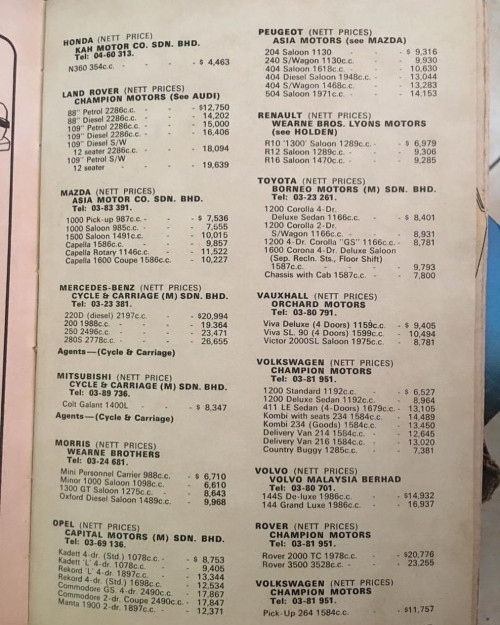 HONDA (NETT PRICE)
KAH MOTOR CO. SDN. BHD.
Tel: 04-60 313.
N360 354c.c. - - - $ 4,463
LAND ROVER (NETT PRICES)
CHAMPION MOTORS (See AUDI)
88" Petrol 2286c.c. - - $12,750
88" Diesel 2286c.c. - - 14,202
109" Petrol 2286c.c. - - 15,000
109" Diesel 2286c.c. - - 16,406
109" Diesel S/W
12 seater 2286c.c. - - 18,094
109" Petrol S/W
12 seater - - - 19,639
MAZDA (NETT PRICES)
ASIA MOTOR CO. SDN. BHD.
Tel: 03-83 391.
1000 Pick-up 987c.c. - - $ 7,536
1000 Saloon 985c.c. - - 7,555
1500 Saloon 1491c.c. - - 10,015
Capella 1586c.c. - - 9,857
Capella Rotary 1146c.c. - - 11,522
Capella 1600 Coupe 1586c.c. - 10,227
MERCEDES-BENZ (NETT PRICES)
CYCLE & CARRIAGE (M) SDN. BHD.
Tel: 03-23 381.
220D (diesel) 2197c.c. - - $20,994
200 1988c.c. - - - 19,364
250 2496c.c. - - - 23,471
280S 2778c.c. - - - 26,655
Agents—(Cycle & Carriage)
MITSUBISHI (NETT PRICE)
CYCLE & CARRIAGE (M) SDN. BHD.
Tel: 03-89 736.
Colt Galant 1400L - - $ 8,347
Agents—(Cycle & Carriage)
MORRIS (NETT PRICES)
WEARNE BROTHERS
Tel: 03-24 681.
Mini Personnel Carrier 988c.c. - $ 6,710
Minor 1000 Saloon 1098c.c. - 6,610
1300 GT Saloon 1275c.c. - - 8,643
Oxford Diesel Saloon 1489c.c. - 9,968
OPEL (NETT PRICES)
CAPITAL MOTORS (M) SDN. BHD.
Tel: 03-69 136.
Kadett 4-dr. (Std.) 1078c.c. - - $ 8,753
Kadett 'L' 4-dr. 1078c.c. - - 9,405
Rekord 'L' 4-dr. 1897c.c. - - 13,344
Rekord 4-dr. (Std.) 1698c.c. - 12,534
Commodore GS. 4-dr. 2490c.c. - 17,867
Commodore 2-dr. Coupe 2490c.c. - 17,847
Manta 1900 2-dr. 1897c.c. - - 12,371
PEUGEOT (NETT PRICES)
ASIA MOTORS (see MAZDA)
204 Saloon 1130 - - - $ 9,316
240 S/Wagon 1130c.c. - - 9,930
404 Saloon 1618c.c. - - 10,630
404 Diesel Saloon 1948c.c. - - 13,044
404 S/Wagon 1468c.c. - - 13,283
504 Saloon 1971c.c. - - 14,153
RENAULT (NETT PRICES)
WEARNE BROS. LYONS MOTORS
(see HOLDEN)
R10 '1300' Saloon 1289c.c. - - $ 6,979
R12 Saloon 1289c.c. - - 9,306
R16 Saloon 1470c.c. - - 9,285
TOYOTA (NETT PRICES)
BORNEO MOTORS (M) SDN. BHD.
Tel: 03-23 261.
1200 Corolla 4-Dr.
Deluxe Sedan 1166c.c. - - $ 8,401
1200 Corolla 2-Dr.
S/Wagon 1166c.c. - - 8,931
1200 4-Dr. Corolla "GS" 1166c.c. - 8,781
1600 Corona 4-Dr. Deluxe Saloon
(Sep. Recln. Sts., Floor Shift)
1587c.c. - - - 9,793
Chassis with Cab 1587c.c. - - 7,800
VAUXHALL (NETT PRICES)
ORCHARD MOTORS
Tel: 03-80 791.
Viva Deluxe (4 Doors) 1159c.c. - $ 9,405
Viva SL. 90 (4 Doors) 1599c.c. - 10,494
Victor 2000SL Saloon 1975c.c. - 8,781
VOLKSWAGEN (NETT PRICES)
CHAMPION MOTORS
Tel: 03-81 951.
1200 Standard 1192c.c. - - $ 6,527
1200 Deluxe Sedan 1192c.c. - 8,964
411 LE Sedan (4-Doors) 1679c.c. - 13,105
Kombi with seats 234 1584c.c. - 14,489
Kombi 234 (Goods) 1584c.c. - 13,450
Delivery Van 214 1584c.c. - - 12,645
Delivery Van 216 1584c.c. - - 13,020
Country Buggy 1285c.c. - - 7,381
VOLVO (NETT PRICES)
VOLVO MALAYSIA BERHAD
Tel: 03-80 701.
144S De-luxe 1986c.c. - - $14,932
144 Grand Luxe 1986c.c. - - 16,937
ROVER (NETT PRICES)
CHAMPION MOTORS
Tel: 03-81 951.
Rover 2000 TC 1978c.c. - - $20,776
Rover 3500 3528c.c. - - 23,255
VOLKSWAGEN (NETT PRICES)
CHAMPION MOTORS
Tel: 03-81 951.
Pick-Up 264 1584c.c. - - $11,757